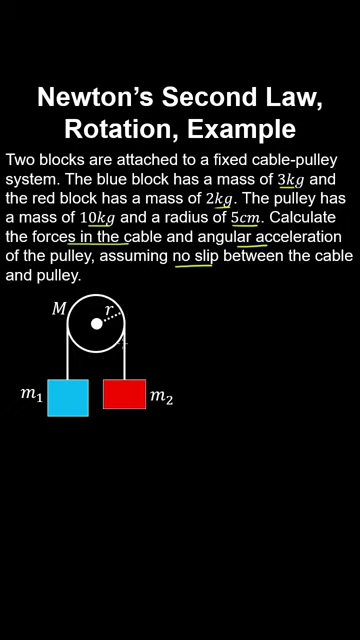 Newton's Second Law,
Rotation, Example
Two blocks are attached to a fixed cable-pulley
system. The blue block has a mass of 3kg and
the red block has a mass of 2kg. The pulley has
a mass of 10kg and a radius of 5cm. Calculate
the forces in the cable and angular acceleration
of the pulley, assuming no slip between the cable
and pulley.
M
r
m₁
m₂